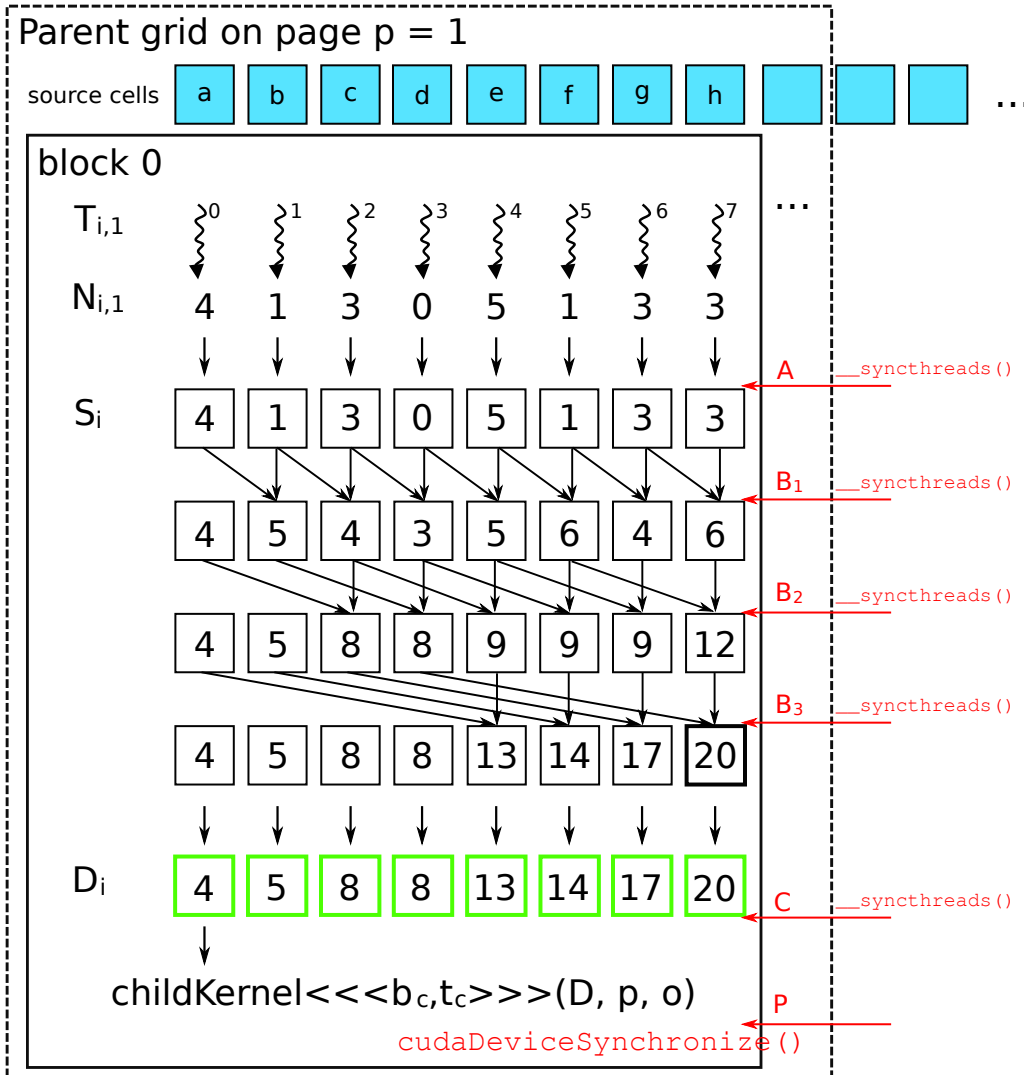 Parent grid on page p = 1
source cells a b c d e f g h ...
block 0
T i,1 0 1 2 3 4 5 6 7 ...
N i,1 4 1 3 0 5 1 3 3
A __syncthreads()
S i 4 1 3 0 5 1 3 3
B 1 __syncthreads()
4 5 4 3 5 6 4 6
B 2 __syncthreads()
4 5 8 8 9 9 9 12
B 3 __syncthreads()
4 5 8 8 13 14 17 20
D i 4 5 8 8 13 14 17 20
C __syncthreads()
childKernel<<<b c,t c>>>(D, p, o)
P
cudaDeviceSynchronize()